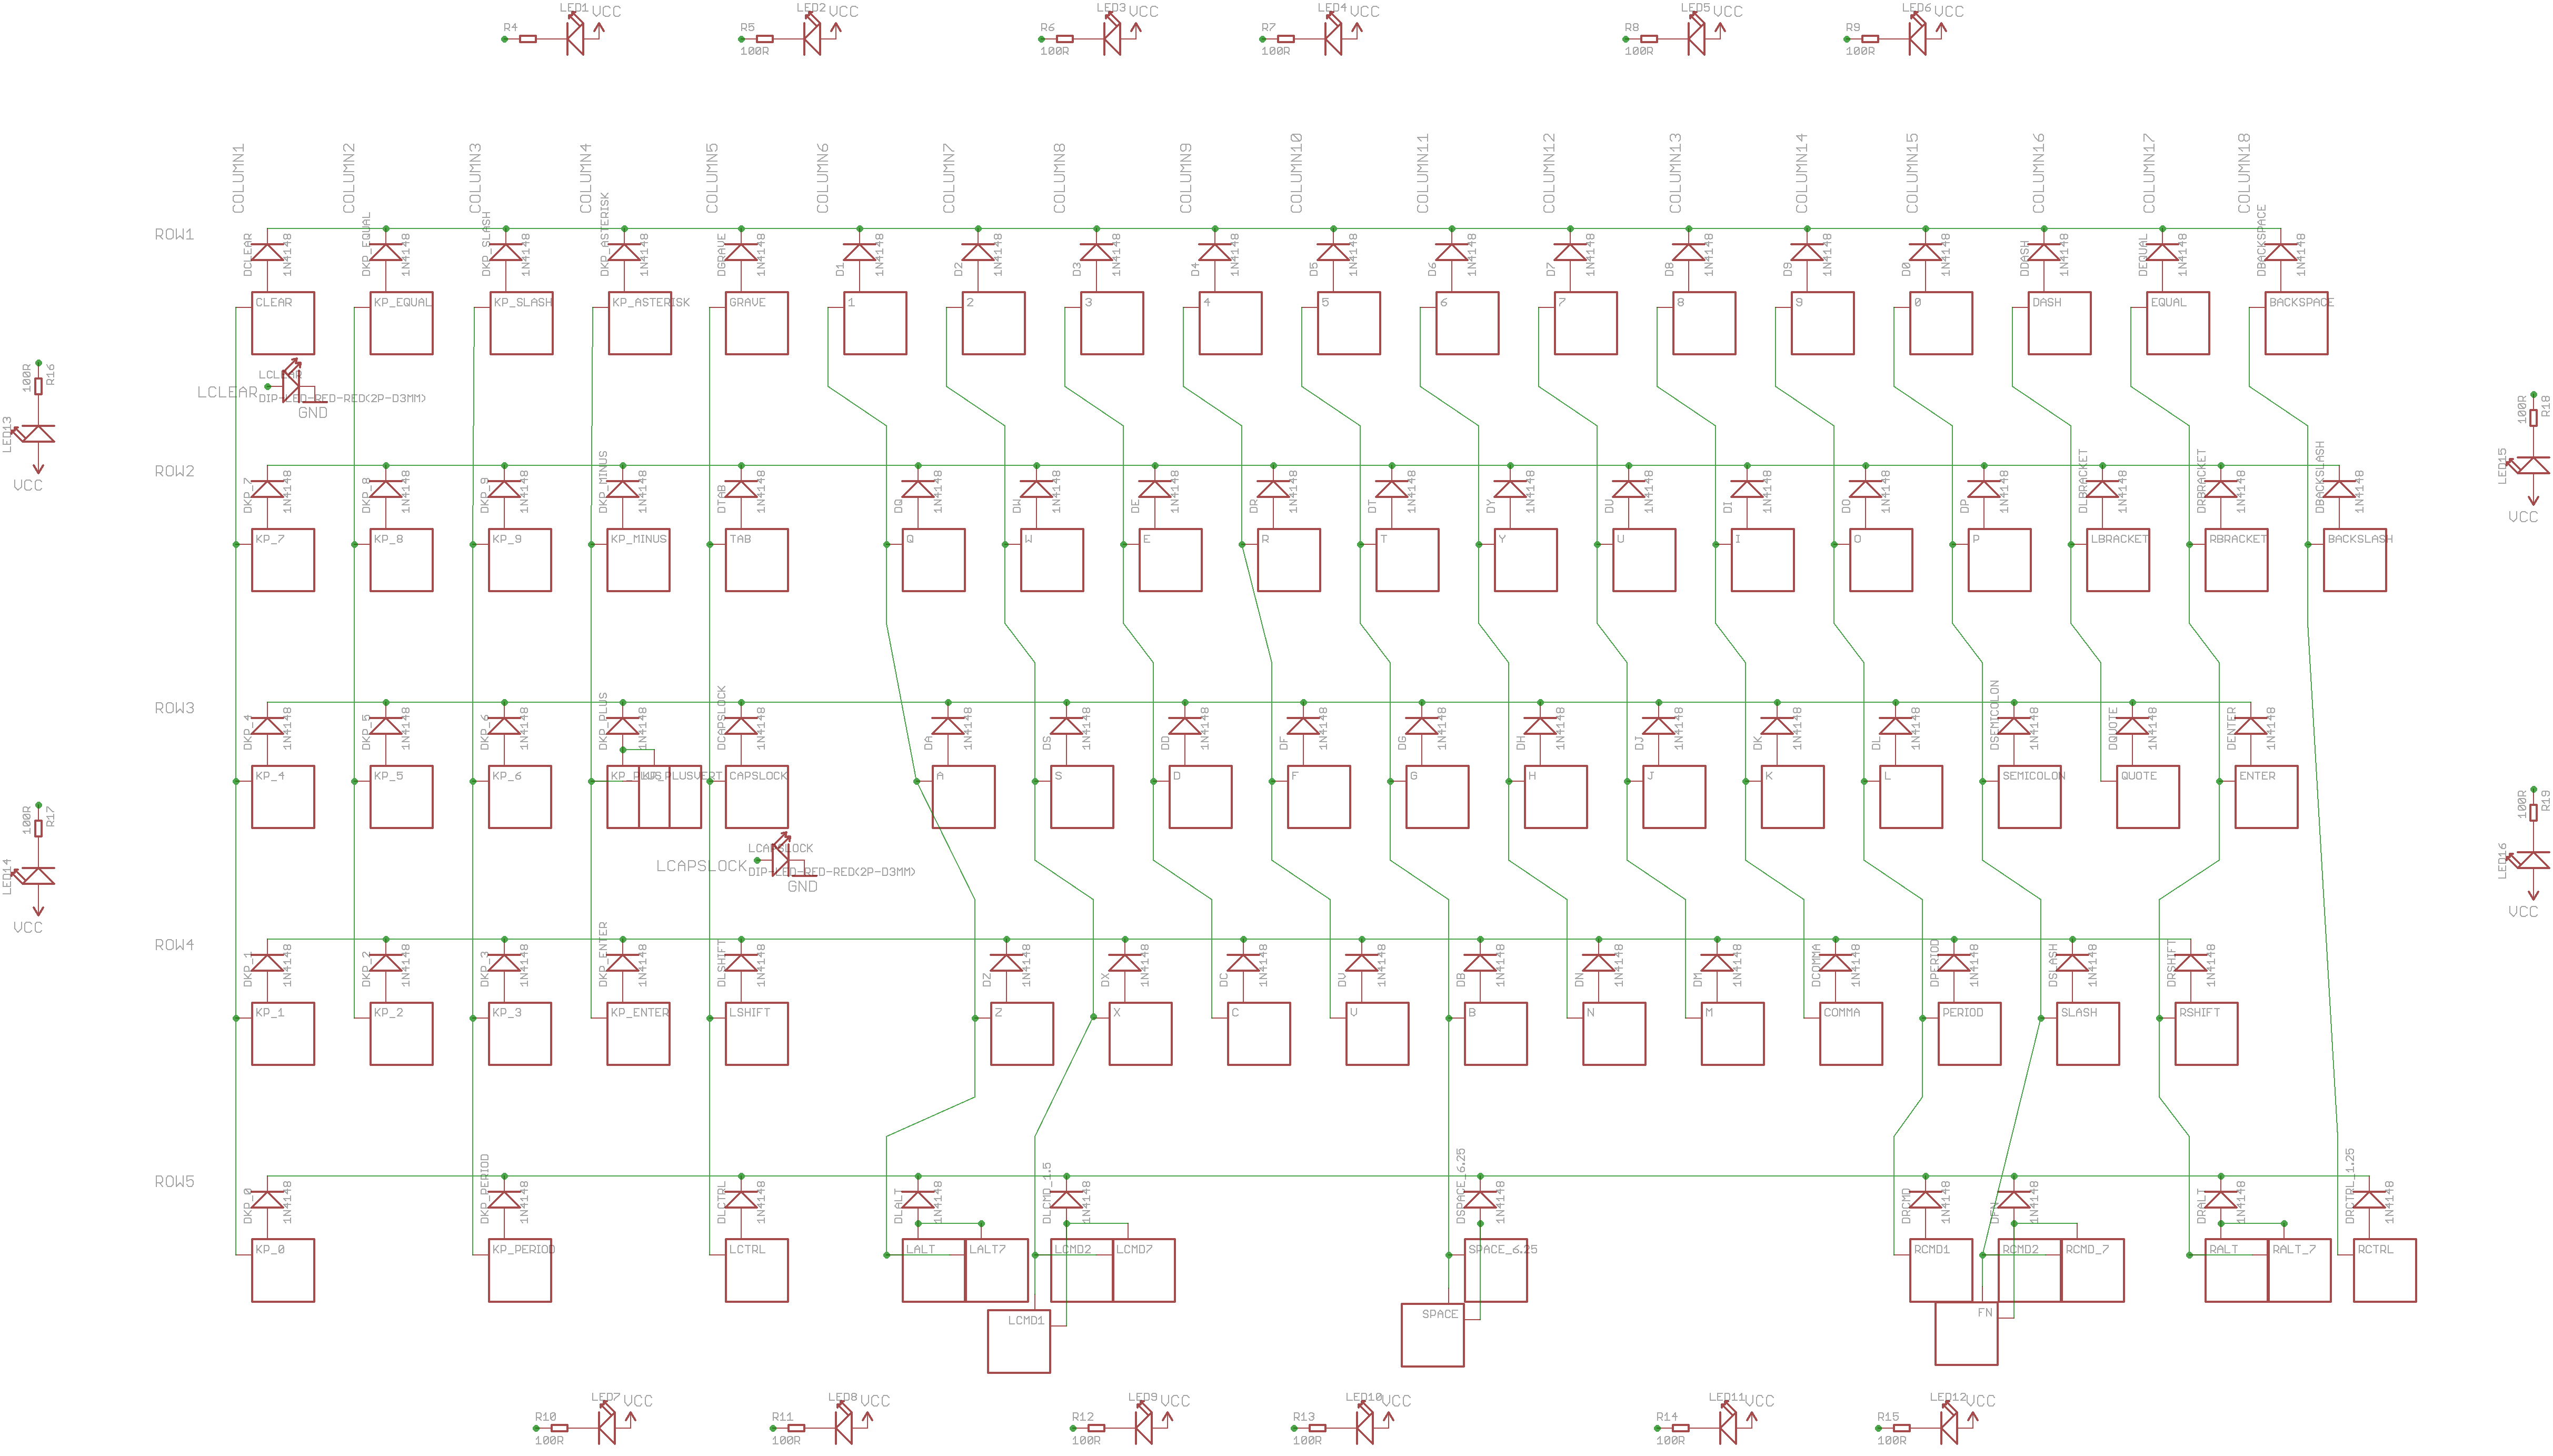 LED1 VCC
R4
LED2 VCC
R5
100R
LED3 VCC
R6
100R
LED4 VCC
R7
100R
LED5 VCC
R8
100R
LED6 VCC
R9
100R
COLUMN1
COLUMN2
COLUMN3
COLUMN4
COLUMN5
COLUMN6
COLUMN7
COLUMN8
COLUMN9
COLUMN10
COLUMN11
COLUMN12
COLUMN13
COLUMN14
COLUMN15
COLUMN16
COLUMN17
COLUMN18
ROW1
DCLEAR 1N4148
DKP_EQUAL 1N4148
DKP_SLASH 1N4148
DKP_ASTERISK 1N4148
DGRAVE 1N4148
D1 1N4148
D2 1N4148
D3 1N4148
D4 1N4148
D5 1N4148
D6 1N4148
D7 1N4148
D8 1N4148
D9 1N4148
D0 1N4148
DDASH 1N4148
DEQUAL 1N4148
DBACKSPACE 1N4148
CLEAR
KP_EQUAL
KP_SLASH
KP_ASTERISK
GRAVE
1
2
3
4
5
6
7
8
9
0
DASH
EQUAL
BACKSPACE
100R
R16
LED13
VCC
LCLEAR
LCLEAR
DIP-LED-RED-RED(2P-D3MM)
GND
100R
R18
LED15
VCC
ROW2
DKP_7 1N4148
DKP_8 1N4148
DKP_9 1N4148
DKP_MINUS 1N4148
DTAB 1N4148
DQ 1N4148
DW 1N4148
DE 1N4148
DR 1N4148
DT 1N4148
DY 1N4148
DU 1N4148
DI 1N4148
DO 1N4148
DP 1N4148
DLBRACKET 1N4148
DRBRACKET 1N4148
DBACKSLASH 1N4148
KP_7
KP_8
KP_9
KP_MINUS
TAB
Q
W
E
R
T
Y
U
I
O
P
LBRACKET
RBRACKET
BACKSLASH
ROW3
DKP_4 1N4148
DKP_5 1N4148
DKP_6 1N4148
DKP_PLUS 1N4148
DCAPSLOCK 1N4148
DA 1N4148
DS 1N4148
DD 1N4148
DF 1N4148
DG 1N4148
DH 1N4148
DJ 1N4148
DK 1N4148
DL 1N4148
DSEMICOLON 1N4148
DQUOTE 1N4148
DENTER 1N4148
KP_4
KP_5
KP_6
KP_PLUS
KP_PLUSVERT
CAPSLOCK
A
S
D
F
G
H
J
K
L
SEMICOLON
QUOTE
ENTER
100R
R17
LED14
VCC
LCAPSLOCK
LCAPSLOCK
DIP-LED-RED-RED(2P-D3MM)
GND
100R
R19
LED16
VCC
ROW4
DKP_1 1N4148
DKP_2 1N4148
DKP_3 1N4148
DKP_ENTER 1N4148
DLSHIFT 1N4148
DZ 1N4148
DX 1N4148
DC 1N4148
DV 1N4148
DB 1N4148
DN 1N4148
DM 1N4148
DCOMMA 1N4148
DPERIOD 1N4148
DSLASH 1N4148
DRSHIFT 1N4148
KP_1
KP_2
KP_3
KP_ENTER
LSHIFT
Z
X
C
V
B
N
M
COMMA
PERIOD
SLASH
RSHIFT
ROW5
DKP_0 1N4148
DKP_PERIOD 1N4148
DLCTRL 1N4148
DLALT 1N4148
DLCMD_1.5 1N4148
DSPACE_6.25 1N4148
DRCMD 1N4148
DFN 1N4148
DRALT 1N4148
DRCTRL_1.25 1N4148
KP_0
KP_PERIOD
LCTRL
LALT
LALT7
LCMD2
LCMD7
SPACE_6.25
RCMD1
RCMD2
RCMD_7
RALT
RALT_7
RCTRL
LCMD1
SPACE
FN
LED7 VCC
R10
100R
LED8 VCC
R11
100R
LED9 VCC
R12
100R
LED10 VCC
R13
100R
LED11 VCC
R14
100R
LED12 VCC
R15
100R